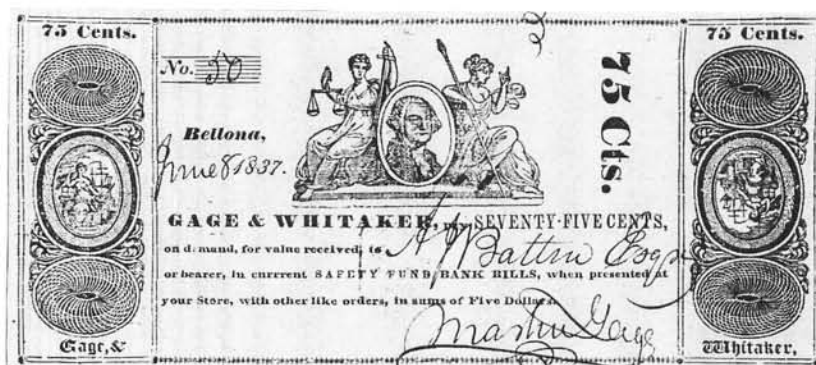 75 Cents.
75 Cents.
No. 50
75 Cts.
Bellona,
June 8 1837.
GAGE & WHITAKER, pay SEVENTY-FIVE CENTS,
on demand, for value received, to A Battin Esqr
or bearer, in currrent SAFETY FUND BANK BILLS, when presented at
your Store, with other like orders, in sums of Five Dollars.
Martin Gage
Gage, &
Whitaker,